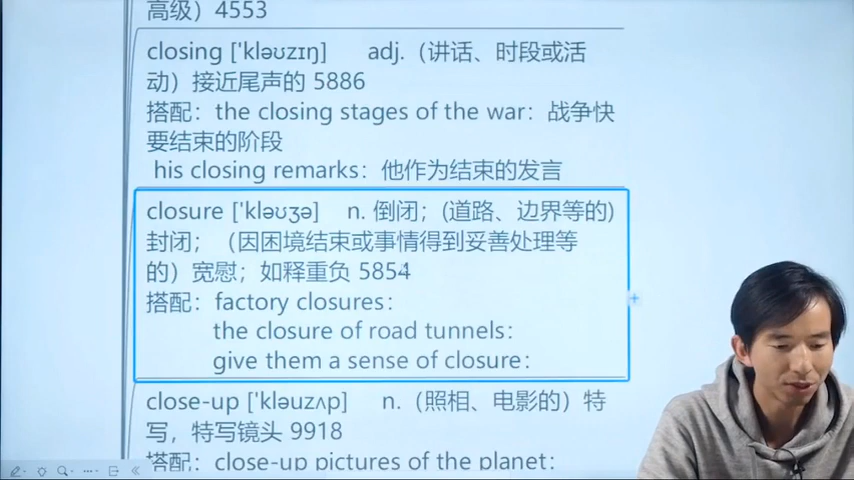 高级）4553
closing ['kləʊzɪŋ] adj.（讲话、时段或活
动）接近尾声的 5886
搭配：the closing stages of the war：战争快
要结束的阶段
his closing remarks：他作为结束的发言
closure ['kləʊʒə] n. 倒闭；(道路、边界等的)
封闭；（因困境结束或事情得到妥善处理等
的）宽慰；如释重负 5854
搭配：factory closures：
the closure of road tunnels：
give them a sense of closure：
close-up ['kləuzʌp] n.（照相、电影的）特
写，特写镜头 9918
搭配：close-up pictures of the planet：